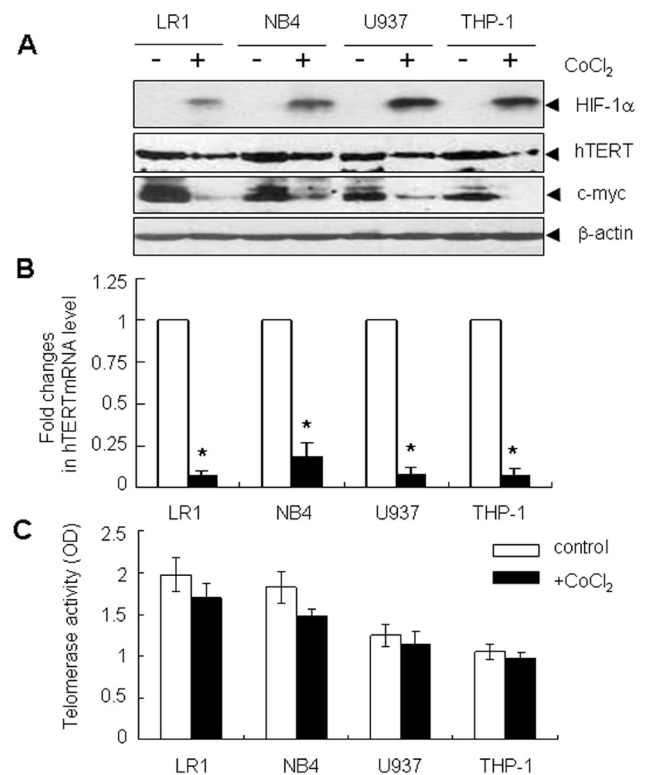 A
LR1 NB4 U937 THP-1
- + - + - + - + CoCl₂
HIF-1α
hTERT
c-myc
β-actin
B
Fold changes
in hTERTmRNA level
1.25
1
0.75
0.5
0.25
0
* * * *
LR1 NB4 U937 THP-1
C
Telomerase activity (OD)
2.5
2
1.5
1
0.5
0
control
+CoCl₂
LR1 NB4 U937 THP-1